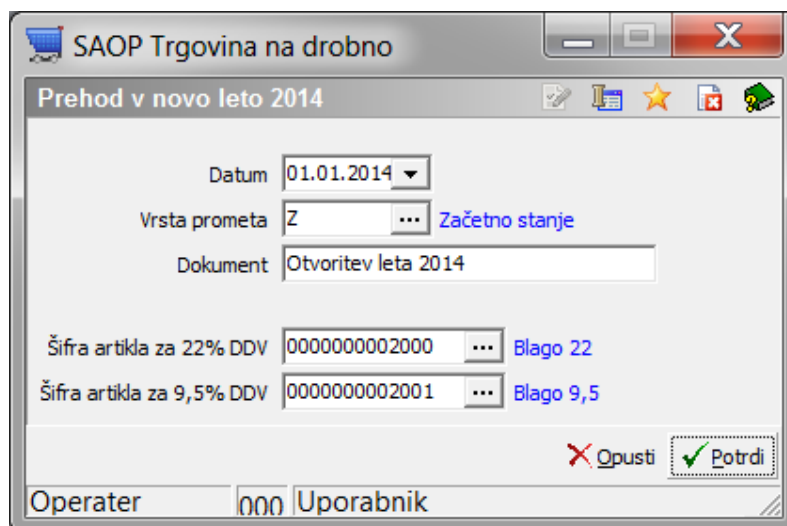 SAOP Trgovina na drobno
Prehod v novo leto 2014
Datum 01.01.2014
Vrsta prometa Z ... Začetno stanje
Dokument Otvoritev leta 2014
Šifra artikla za 22% DDV 0000000002000 ... Blago 22
Šifra artikla za 9,5% DDV 0000000002001 ... Blago 9,5
Opusti Potrdi
Operater 000 Uporabnik